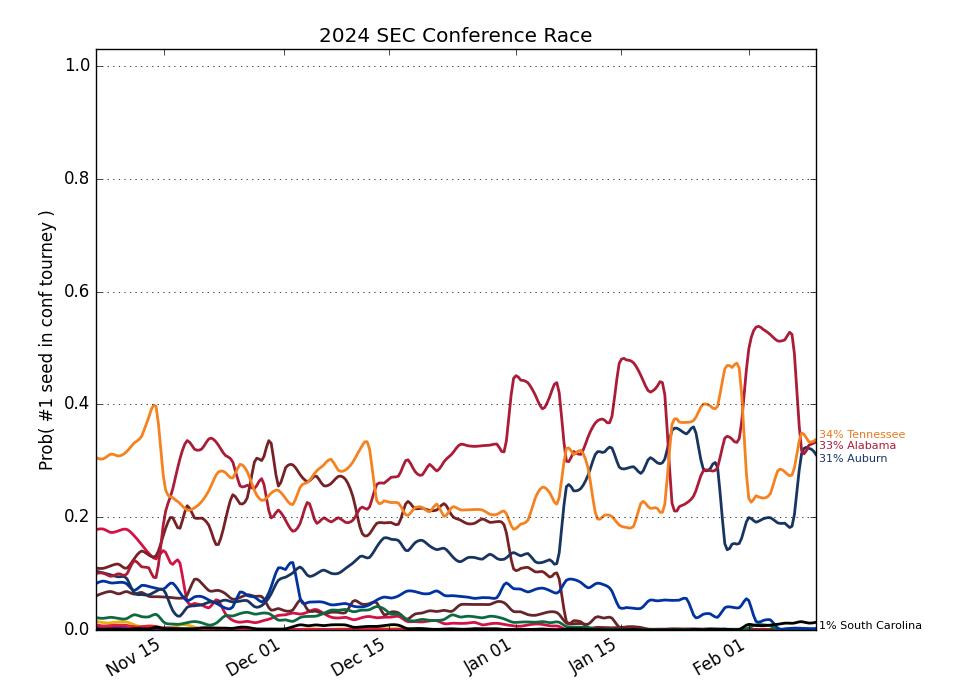 2024 SEC Conference Race
Prob( #1 seed in conf tourney )
1.0
0.8
0.6
0.4
0.2
0.0
Nov 15
Dec 01
Dec 15
Jan 01
Jan 15
Feb 01
34% Tennessee
33% Alabama
31% Auburn
1% South Carolina